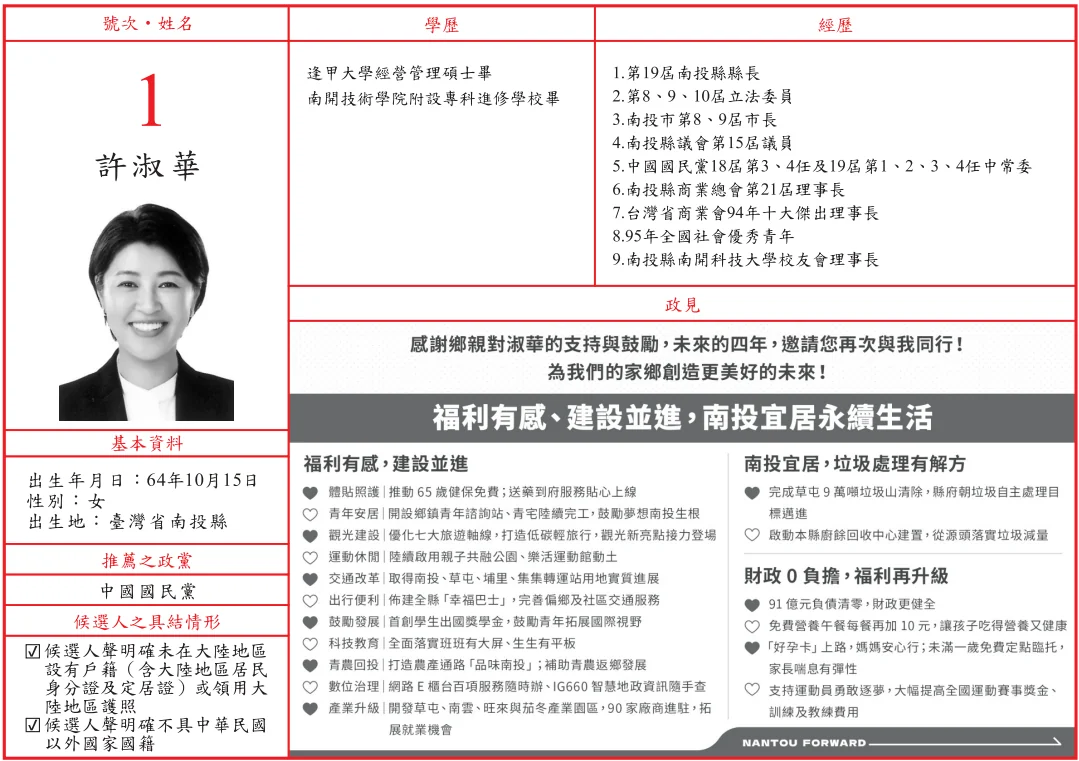 號次・姓名
1
許淑華
基本資料
出生年月日：64年10月15日
性別：女
出生地：臺灣省南投縣
推薦之政黨
中國國民黨
候選人之具結情形
☑候選人聲明確未在大陸地區
設有戶籍（含大陸地區居民
身分證及定居證）或領用大
陸地區護照
☑候選人聲明確不具中華民國
以外國家國籍
學歷
逢甲大學經營管理碩士畢
南開技術學院附設專科進修學校畢
經歷
1.第19屆南投縣縣長
2.第8、9、10屆立法委員
3.南投市第8、9屆市長
4.南投縣議會第15屆議員
5.中國國民黨18屆第3、4任及19屆第1、2、3、4任中常委
6.南投縣商業總會第21屆理事長
7.台灣省商業會94年十大傑出理事長
8.95年全國社會優秀青年
9.南投縣南開科技大學校友會理事長
政見
感謝鄉親對淑華的支持與鼓勵，未來的四年，邀請您再次與我同行！
為我們的家鄉創造更美好的未來！
福利有感、建設並進，南投宜居永續生活
福利有感，建設並進
體貼照護｜推動 65 歲健保免費；送藥到府服務貼心上線
青年安居｜開設鄉鎮青年諮詢站、青宅陸續完工，鼓勵夢想南投生根
觀光建設｜優化七大旅遊軸線，打造低碳輕旅行，觀光新亮點接力登場
運動休閒｜陸續啟用親子共融公園、樂活運動館動土
交通改革｜取得南投、草屯、埔里、集集轉運站用地實質進展
出行便利｜佈建全縣「幸福巴士」，完善偏鄉及社區交通服務
鼓勵發展｜首創學生出國獎學金，鼓勵青年拓展國際視野
科技教育｜全面落實班班有大屏、生生有平板
青農回投｜打造農產通路「品味南投」；補助青農返鄉發展
數位治理｜網路 E 櫃台百項服務隨時辦、IG660 智慧地政資訊隨手查
產業升級｜開發草屯、南雲、旺來與茄冬產業園區，90 家廠商進駐，拓
展就業機會
南投宜居，垃圾處理有解方
完成草屯 9 萬噸垃圾山清除，縣府朝垃圾自主處理目
標邁進
啟動本縣廚餘回收中心建置，從源頭落實垃圾減量
財政 0 負擔，福利再升級
91 億元負債清零，財政更健全
免費營養午餐每餐再加 10 元，讓孩子吃得營養又健康
「好孕卡」上路，媽媽安心行；未滿一歲免費定點臨托，
家長喘息有彈性
支持運動員勇敢逐夢，大幅提高全國運動賽事獎金、
訓練及教練費用
NANTOU FORWARD